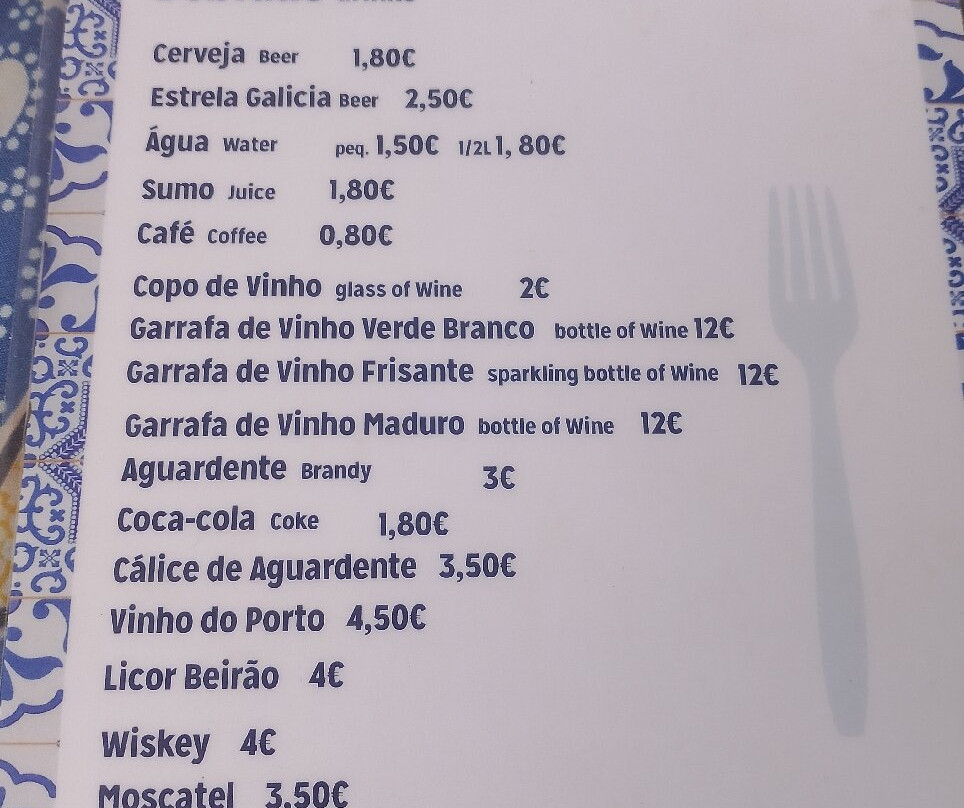 Cerveja Beer 1,80€
Estrela Galicia Beer 2,50€
Água Water peq. 1,50€ 1/2L 1, 80€
Sumo Juice 1,80€
Café Coffee 0,80€
Copo de Vinho glass of Wine 2€
Garrafa de Vinho Verde Branco bottle of Wine 12€
Garrafa de Vinho Frisante sparkling bottle of Wine 12€
Garrafa de Vinho Maduro bottle of Wine 12€
Aguardente Brandy 3€
Coca-cola Coke 1,80€
Cálice de Aguardente 3,50€
Vinho do Porto 4,50€
Licor Beirão 4€
Wiskey 4€
Moscatel 3,50€